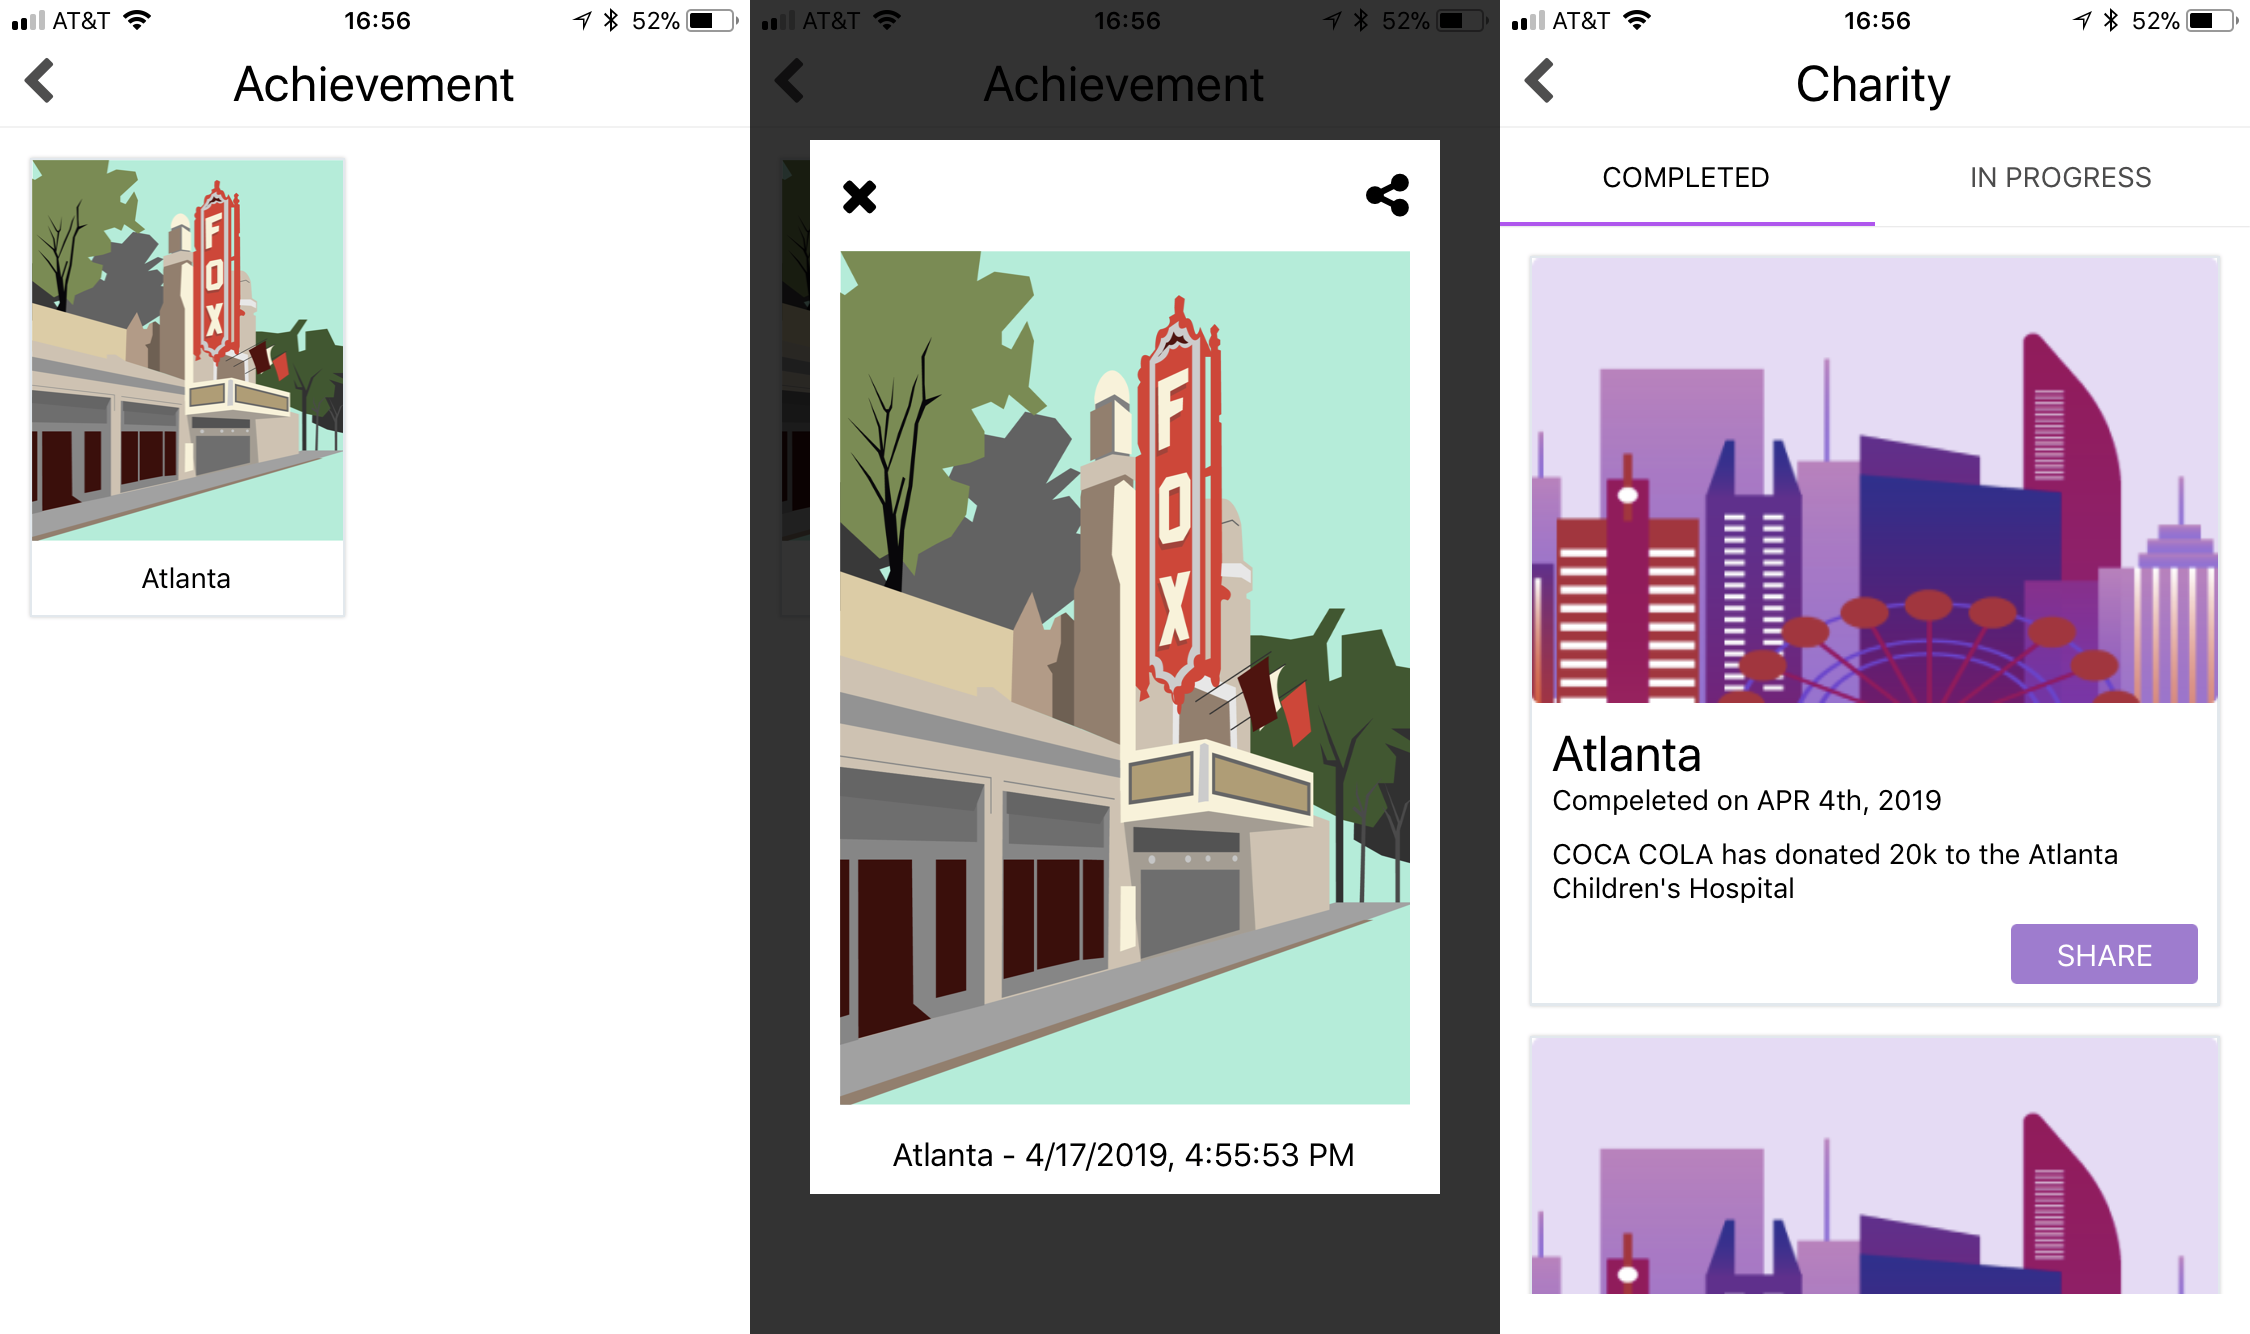 AT&T 16:56 52%
Achievement
FOX
Atlanta
AT&T 16:56 52%
Achievement
FOX
Atlanta - 4/17/2019, 4:55:53 PM
AT&T 16:56 52%
Charity
COMPLETED IN PROGRESS
Atlanta
Compeleted on APR 4th, 2019
COCA COLA has donated 20k to the Atlanta
Children's Hospital
SHARE